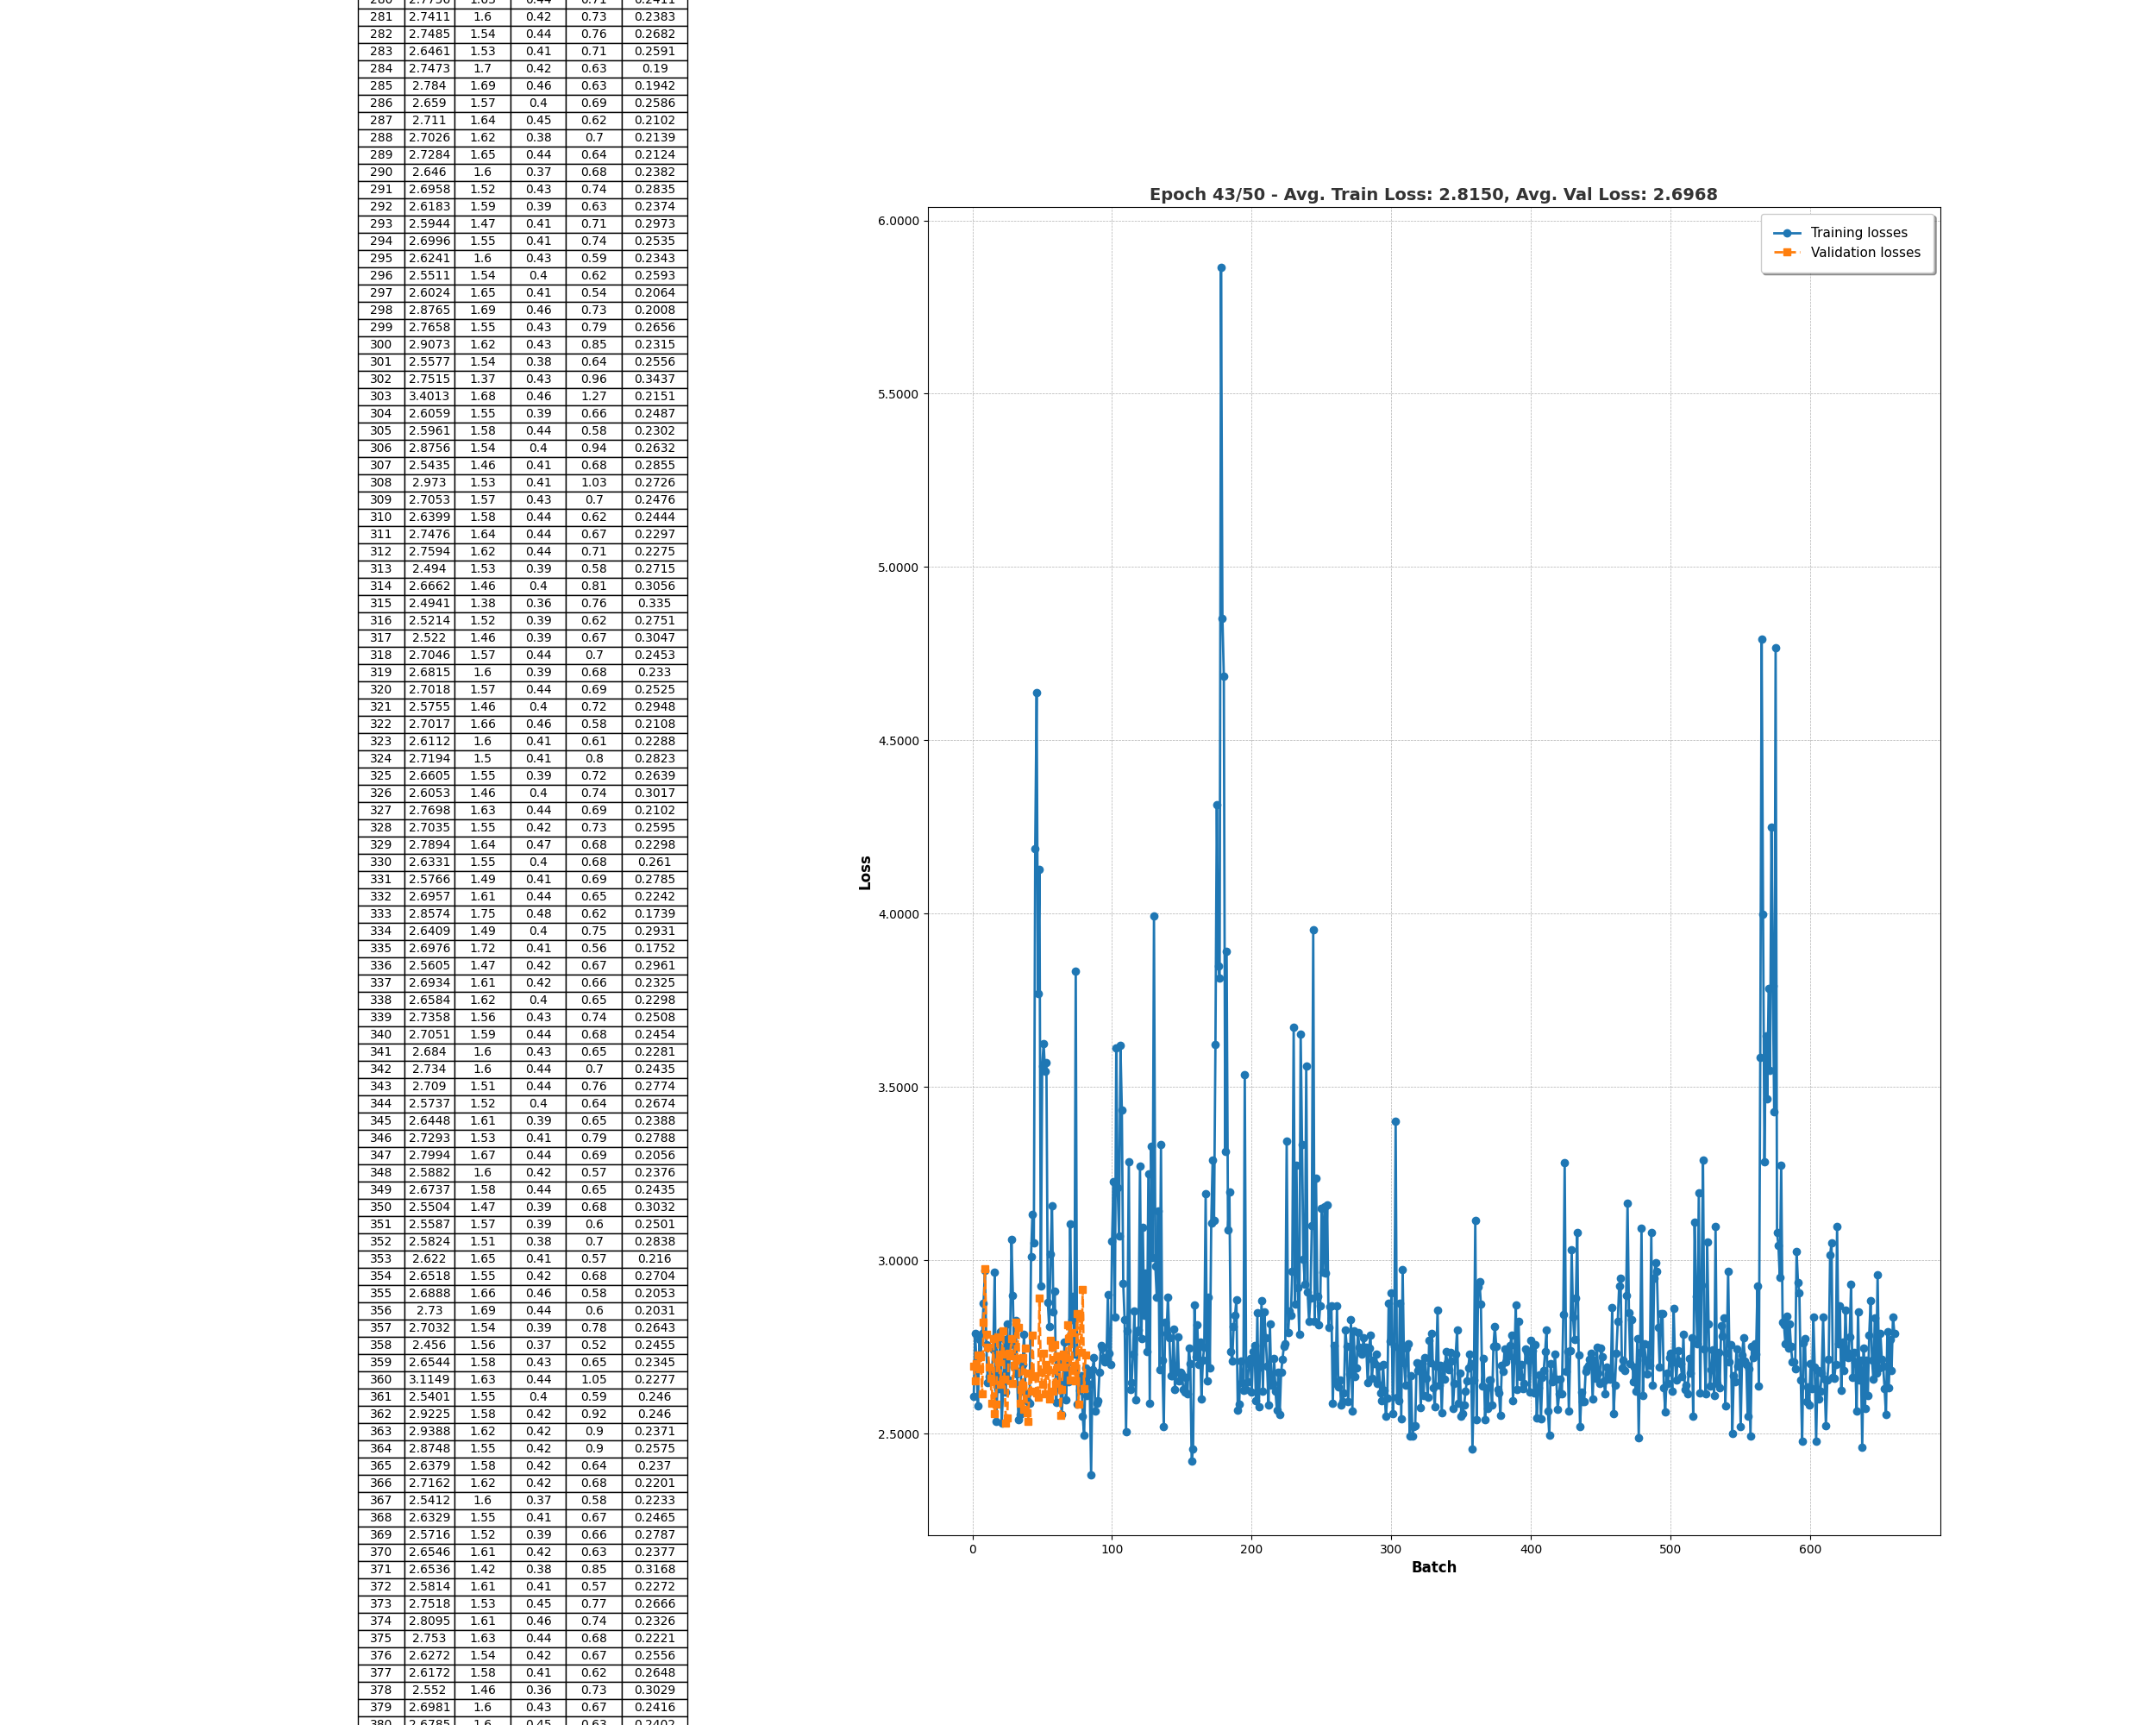 280 2.7736 1.63 0.44 0.71 0.2411
281 2.7411 1.6 0.42 0.73 0.2383
282 2.7485 1.54 0.44 0.76 0.2682
283 2.6461 1.53 0.41 0.71 0.2591
284 2.7473 1.7 0.42 0.63 0.19
285 2.784 1.69 0.46 0.63 0.1942
286 2.659 1.57 0.4 0.69 0.2586
287 2.711 1.64 0.45 0.62 0.2102
288 2.7026 1.62 0.38 0.7 0.2139
289 2.7284 1.65 0.44 0.64 0.2124
290 2.646 1.6 0.37 0.68 0.2382
291 2.6958 1.52 0.43 0.74 0.2835
292 2.6183 1.59 0.39 0.63 0.2374
293 2.5944 1.47 0.41 0.71 0.2973
294 2.6996 1.55 0.41 0.74 0.2535
295 2.6241 1.6 0.43 0.59 0.2343
296 2.5511 1.54 0.4 0.62 0.2593
297 2.6024 1.65 0.41 0.54 0.2064
298 2.8765 1.69 0.46 0.73 0.2008
299 2.7658 1.55 0.43 0.79 0.2656
300 2.9073 1.62 0.43 0.85 0.2315
301 2.5577 1.54 0.38 0.64 0.2556
302 2.7515 1.37 0.43 0.96 0.3437
303 3.4013 1.68 0.46 1.27 0.2151
304 2.6059 1.55 0.39 0.66 0.2487
305 2.5961 1.58 0.44 0.58 0.2302
306 2.8756 1.54 0.4 0.94 0.2632
307 2.5435 1.46 0.41 0.68 0.2855
308 2.973 1.53 0.41 1.03 0.2726
309 2.7053 1.57 0.43 0.7 0.2476
310 2.6399 1.58 0.44 0.62 0.2444
311 2.7476 1.64 0.44 0.67 0.2297
312 2.7594 1.62 0.44 0.71 0.2275
313 2.494 1.53 0.39 0.58 0.2715
314 2.6662 1.46 0.4 0.81 0.3056
315 2.4941 1.38 0.36 0.76 0.335
316 2.5214 1.52 0.39 0.62 0.2751
317 2.522 1.46 0.39 0.67 0.3047
318 2.7046 1.57 0.44 0.7 0.2453
319 2.6815 1.6 0.39 0.68 0.233
320 2.7018 1.57 0.44 0.69 0.2525
321 2.5755 1.46 0.4 0.72 0.2948
322 2.7017 1.66 0.46 0.58 0.2108
323 2.6112 1.6 0.41 0.61 0.2288
324 2.7194 1.5 0.41 0.8 0.2823
325 2.6605 1.55 0.39 0.72 0.2639
326 2.6053 1.46 0.4 0.74 0.3017
327 2.7698 1.63 0.44 0.69 0.2102
328 2.7035 1.55 0.42 0.73 0.2595
329 2.7894 1.64 0.47 0.68 0.2298
330 2.6331 1.55 0.4 0.68 0.261
331 2.5766 1.49 0.41 0.69 0.2785
332 2.6957 1.61 0.44 0.65 0.2242
333 2.8574 1.75 0.48 0.62 0.1739
334 2.6409 1.49 0.4 0.75 0.2931
335 2.6976 1.72 0.41 0.56 0.1752
336 2.5605 1.47 0.42 0.67 0.2961
337 2.6934 1.61 0.42 0.66 0.2325
338 2.6584 1.62 0.4 0.65 0.2298
339 2.7358 1.56 0.43 0.74 0.2508
340 2.7051 1.59 0.44 0.68 0.2454
341 2.684 1.6 0.43 0.65 0.2281
342 2.734 1.6 0.44 0.7 0.2435
343 2.709 1.51 0.44 0.76 0.2774
344 2.5737 1.52 0.4 0.64 0.2674
345 2.6448 1.61 0.39 0.65 0.2388
346 2.7293 1.53 0.41 0.79 0.2788
347 2.7994 1.67 0.44 0.69 0.2056
348 2.5882 1.6 0.42 0.57 0.2376
349 2.6737 1.58 0.44 0.65 0.2435
350 2.5504 1.47 0.39 0.68 0.3032
351 2.5587 1.57 0.39 0.6 0.2501
352 2.5824 1.51 0.38 0.7 0.2838
353 2.622 1.65 0.41 0.57 0.216
354 2.6518 1.55 0.42 0.68 0.2704
355 2.6888 1.66 0.46 0.58 0.2053
356 2.73 1.69 0.44 0.6 0.2031
357 2.7032 1.54 0.39 0.78 0.2643
358 2.456 1.56 0.37 0.52 0.2455
359 2.6544 1.58 0.43 0.65 0.2345
360 3.1149 1.63 0.44 1.05 0.2277
361 2.5401 1.55 0.4 0.59 0.246
362 2.9225 1.58 0.42 0.92 0.246
363 2.9388 1.62 0.42 0.9 0.2371
364 2.8748 1.55 0.42 0.9 0.2575
365 2.6379 1.58 0.42 0.64 0.237
366 2.7162 1.62 0.42 0.68 0.2201
367 2.5412 1.6 0.37 0.58 0.2233
368 2.6329 1.55 0.41 0.67 0.2465
369 2.5716 1.52 0.39 0.66 0.2787
370 2.6546 1.61 0.42 0.63 0.2377
371 2.6536 1.42 0.38 0.85 0.3168
372 2.5814 1.61 0.41 0.57 0.2272
373 2.7518 1.53 0.45 0.77 0.2666
374 2.8095 1.61 0.46 0.74 0.2326
375 2.753 1.63 0.44 0.68 0.2221
376 2.6272 1.54 0.42 0.67 0.2556
377 2.6172 1.58 0.41 0.62 0.2648
378 2.552 1.46 0.36 0.73 0.3029
379 2.6981 1.6 0.43 0.67 0.2416
380 2.6785 1.6 0.45 0.63 0.2402
Epoch 43/50 - Avg. Train Loss: 2.8150, Avg. Val Loss: 2.6968
Training losses
Validation losses
6.0000
5.5000
5.0000
4.5000
4.0000
3.5000
3.0000
2.5000
Loss
0 100 200 300 400 500 600
Batch